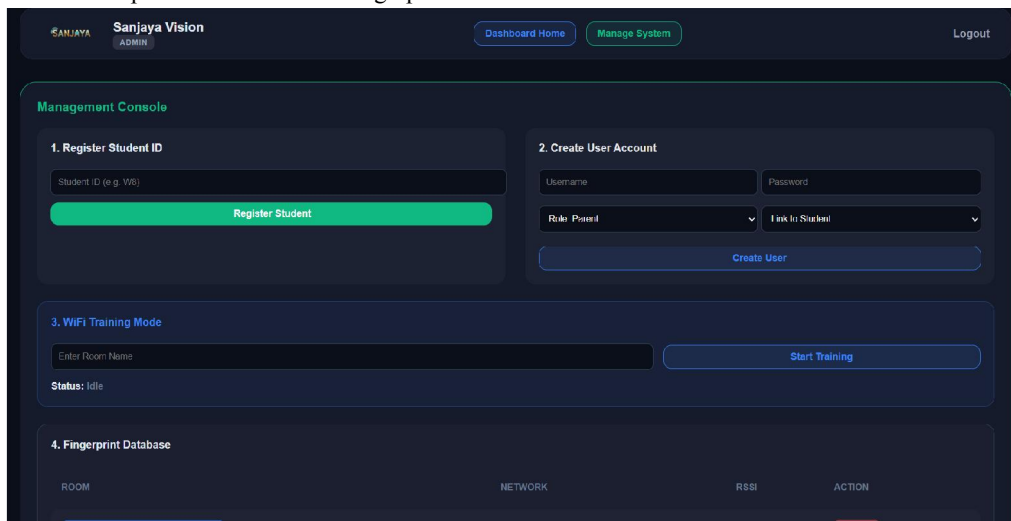 SANJAYA
Sanjaya Vision
ADMIN
Dashboard Home
Manage System
Logout
Management Console
1. Register Student ID
Student ID (e.g. W8)
Register Student
2. Create User Account
Username
Password
Role: Parent
Link to Student
Create User
3. WiFi Training Mode
Enter Room Name
Start Training
Status: Idle
4. Fingerprint Database
ROOM
NETWORK
RSSI
ACTION